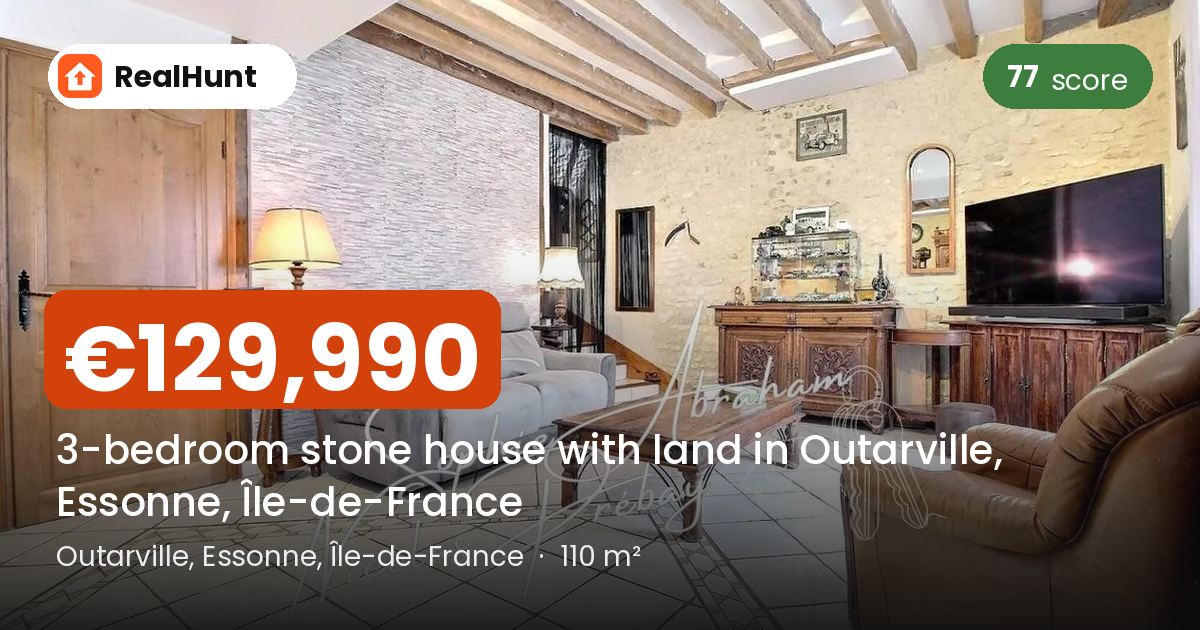 RealHunt
77 score
€129,990
Abraham
3-bedroom stone house with land in Outarville,
Essonne, Île-de-France
Outarville, Essonne, Île-de-France · 110 m²